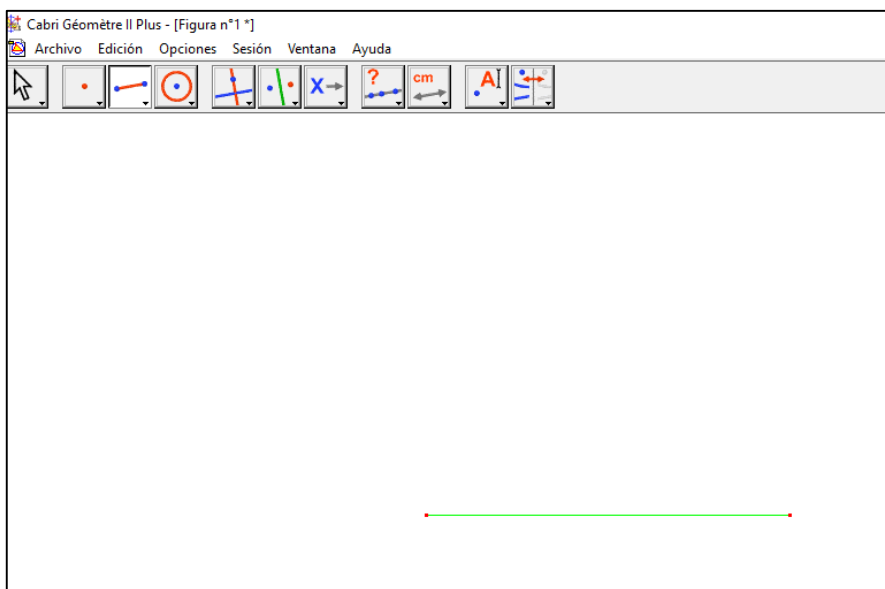 Cabri Géomètre II Plus - [Figura n°1 *]
Archivo Edición Opciones Sesión Ventana Ayuda
X ? cm A